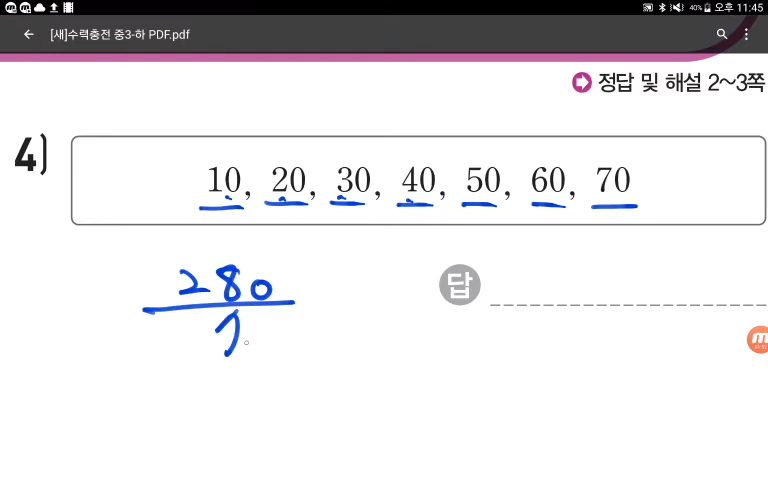 40% 오후 11:45
[새]수력충전 중3-하 PDF.pdf
정답 및 해설 2~3쪽
4)
10, 20, 30, 40, 50, 60, 70
280
7
답